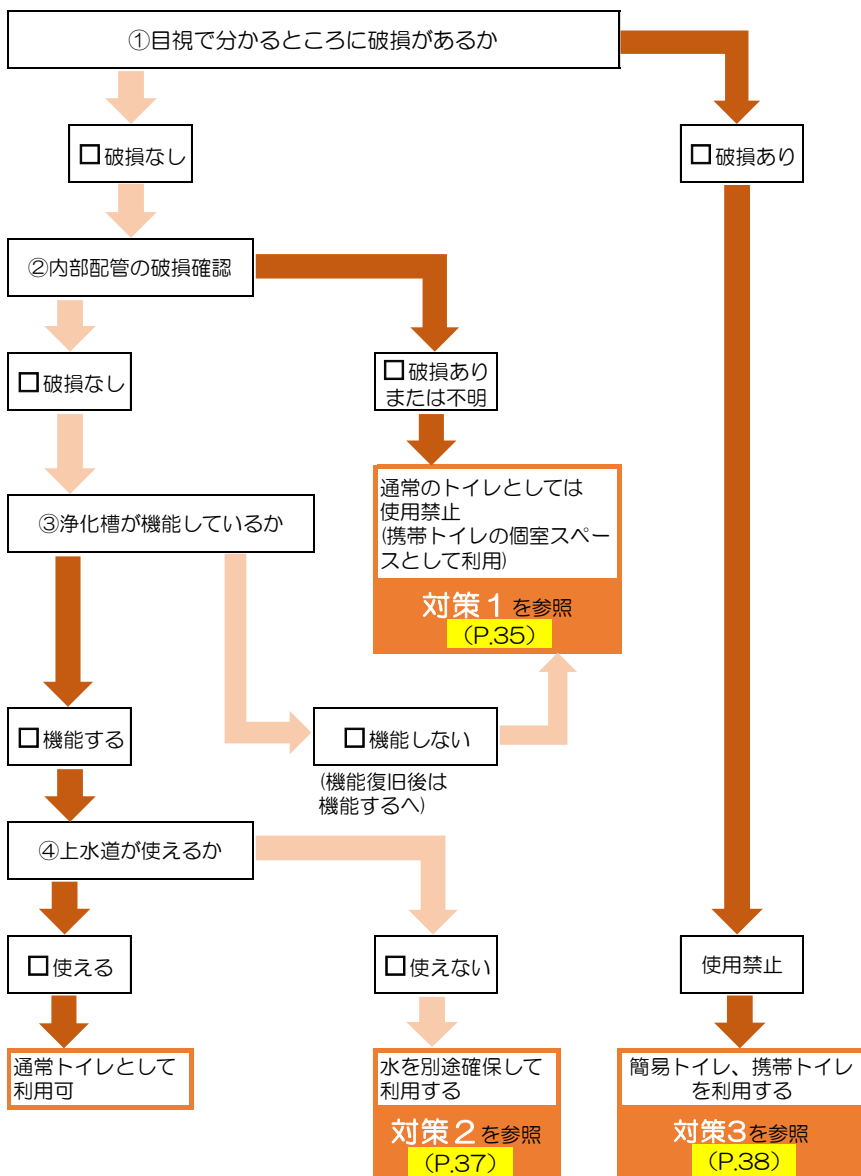 ①目視で分かるところに破損があるか
□破損なし
□破損あり
②内部配管の破損確認
□破損なし
□破損あり
または不明
通常のトイレとしては
使用禁止
(携帯トイレの個室スペー
スとして利用)
対策1を参照
（P.35）
③浄化槽が機能しているか
□機能する
□機能しない
(機能復旧後は
機能するへ)
④上水道が使えるか
□使える
□使えない
使用禁止
通常トイレとして
利用可
水を別途確保して
利用する
対策2を参照
（P.37）
簡易トイレ、携帯トイレ
を利用する
対策3を参照
（P.38）